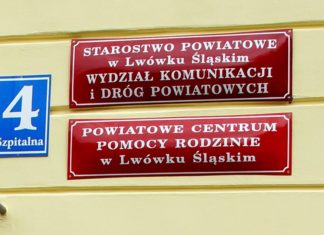 STAROSTWO POWIATOWE
w Lwówku Śląskim
WYDZIAŁ KOMUNIKACJI
i DRÓG POWIATOWYCH
4
Szpitalna
POWIATOWE CENTRUM
POMOCY RODZINIE
w Lwówku Śląskim